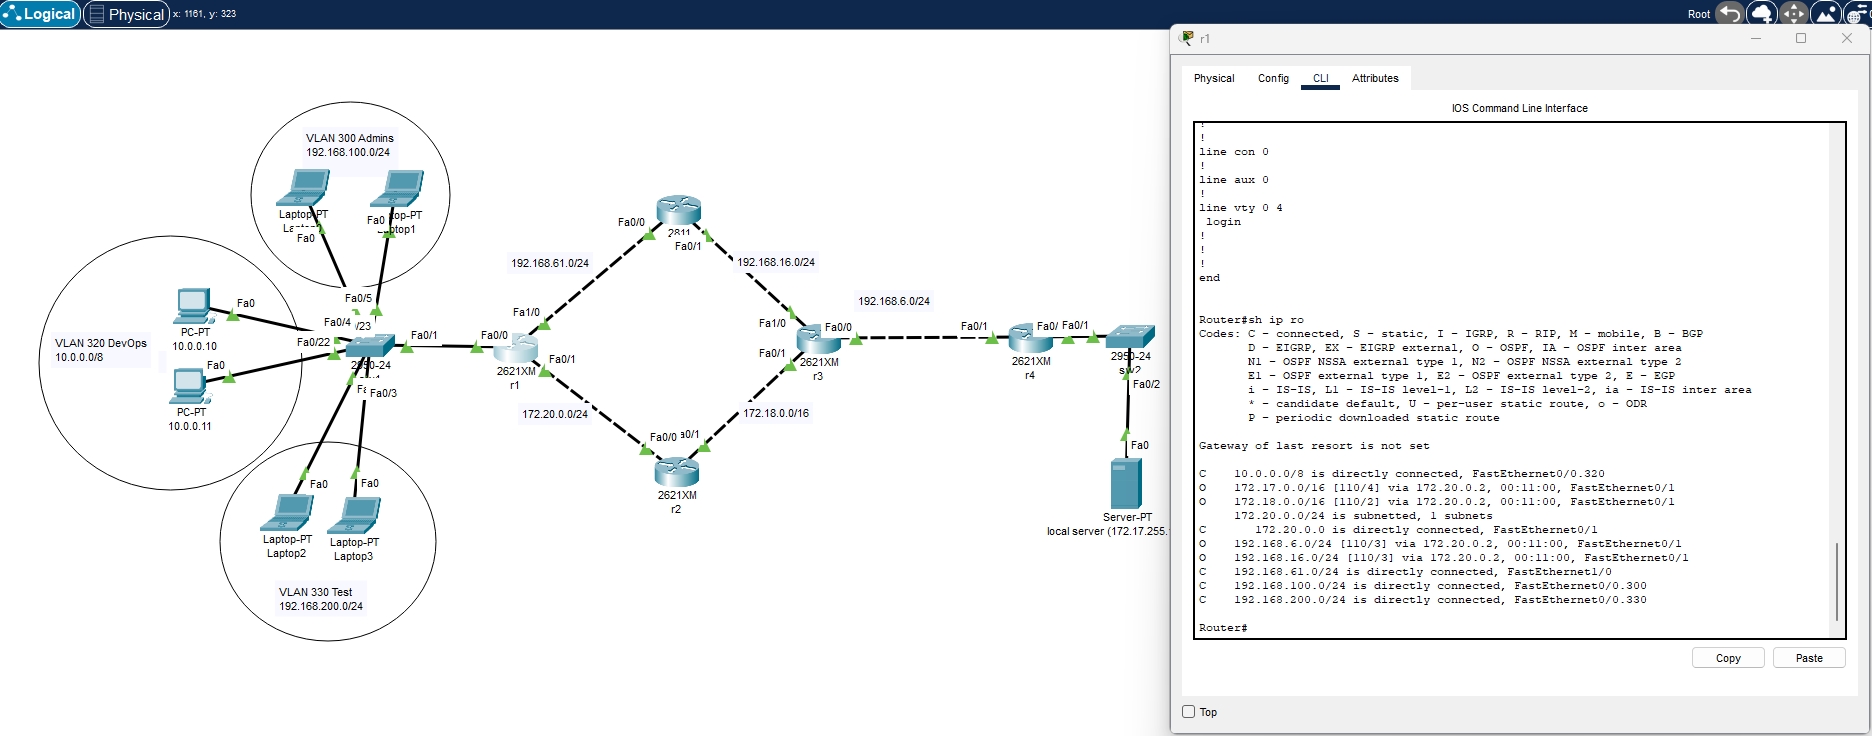 Logical
Physical
x: 1161, y: 323
Root
VLAN 300 Admins
192.168.100.0/24
Laptop-PT
Fa0
Fa0
top-PT
ptop1
VLAN 320 DevOps
10.0.0.0/8
Fa0
PC-PT
10.0.0.10
Fa0
PC-PT
10.0.0.11
Fa0/5
Fa0/4
/23
Fa0/22
Fa0/1
2950-24
Fa0/3
Fa0
Fa0
Laptop-PT
Laptop2
Laptop-PT
Laptop3
VLAN 330 Test
192.168.200.0/24
Fa0/0
2621XM
r1
Fa1/0
Fa0/1
192.168.61.0/24
172.20.0.0/24
Fa0/0
2811
Fa0/1
192.168.16.0/24
172.18.0.0/16
Fa0/0
a0/1
2621XM
r2
Fa1/0
Fa0/0
Fa0/1
2621XM
r3
192.168.6.0/24
Fa0/1
Fa0/
Fa0/1
2621XM
r4
2950-24
sw2
Fa0/2
Fa0
Server-PT
local server (172.17.255.
r1
Physical
Config
CLI
Attributes
IOS Command Line Interface
!
!
line con 0
!
line aux 0
!
line vty 0 4
login
!
!
!
end
Router#sh ip ro
Codes: C - connected, S - static, I - IGRP, R - RIP, M - mobile, B - BGP
D - EIGRP, EX - EIGRP external, O - OSPF, IA - OSPF inter area
N1 - OSPF NSSA external type 1, N2 - OSPF NSSA external type 2
E1 - OSPF external type 1, E2 - OSPF external type 2, E - EGP
i - IS-IS, L1 - IS-IS level-1, L2 - IS-IS level-2, ia - IS-IS inter area
* - candidate default, U - per-user static route, o - ODR
P - periodic downloaded static route
Gateway of last resort is not set
C 10.0.0.0/8 is directly connected, FastEthernet0/0.320
O 172.17.0.0/16 [110/4] via 172.20.0.2, 00:11:00, FastEthernet0/1
O 172.18.0.0/16 [110/2] via 172.20.0.2, 00:11:00, FastEthernet0/1
172.20.0.0/24 is subnetted, 1 subnets
C 172.20.0.0 is directly connected, FastEthernet0/1
O 192.168.6.0/24 [110/3] via 172.20.0.2, 00:11:00, FastEthernet0/1
O 192.168.16.0/24 [110/3] via 172.20.0.2, 00:11:00, FastEthernet0/1
C 192.168.61.0/24 is directly connected, FastEthernet1/0
C 192.168.100.0/24 is directly connected, FastEthernet0/0.300
C 192.168.200.0/24 is directly connected, FastEthernet0/0.330
Router#
Copy
Paste
Top